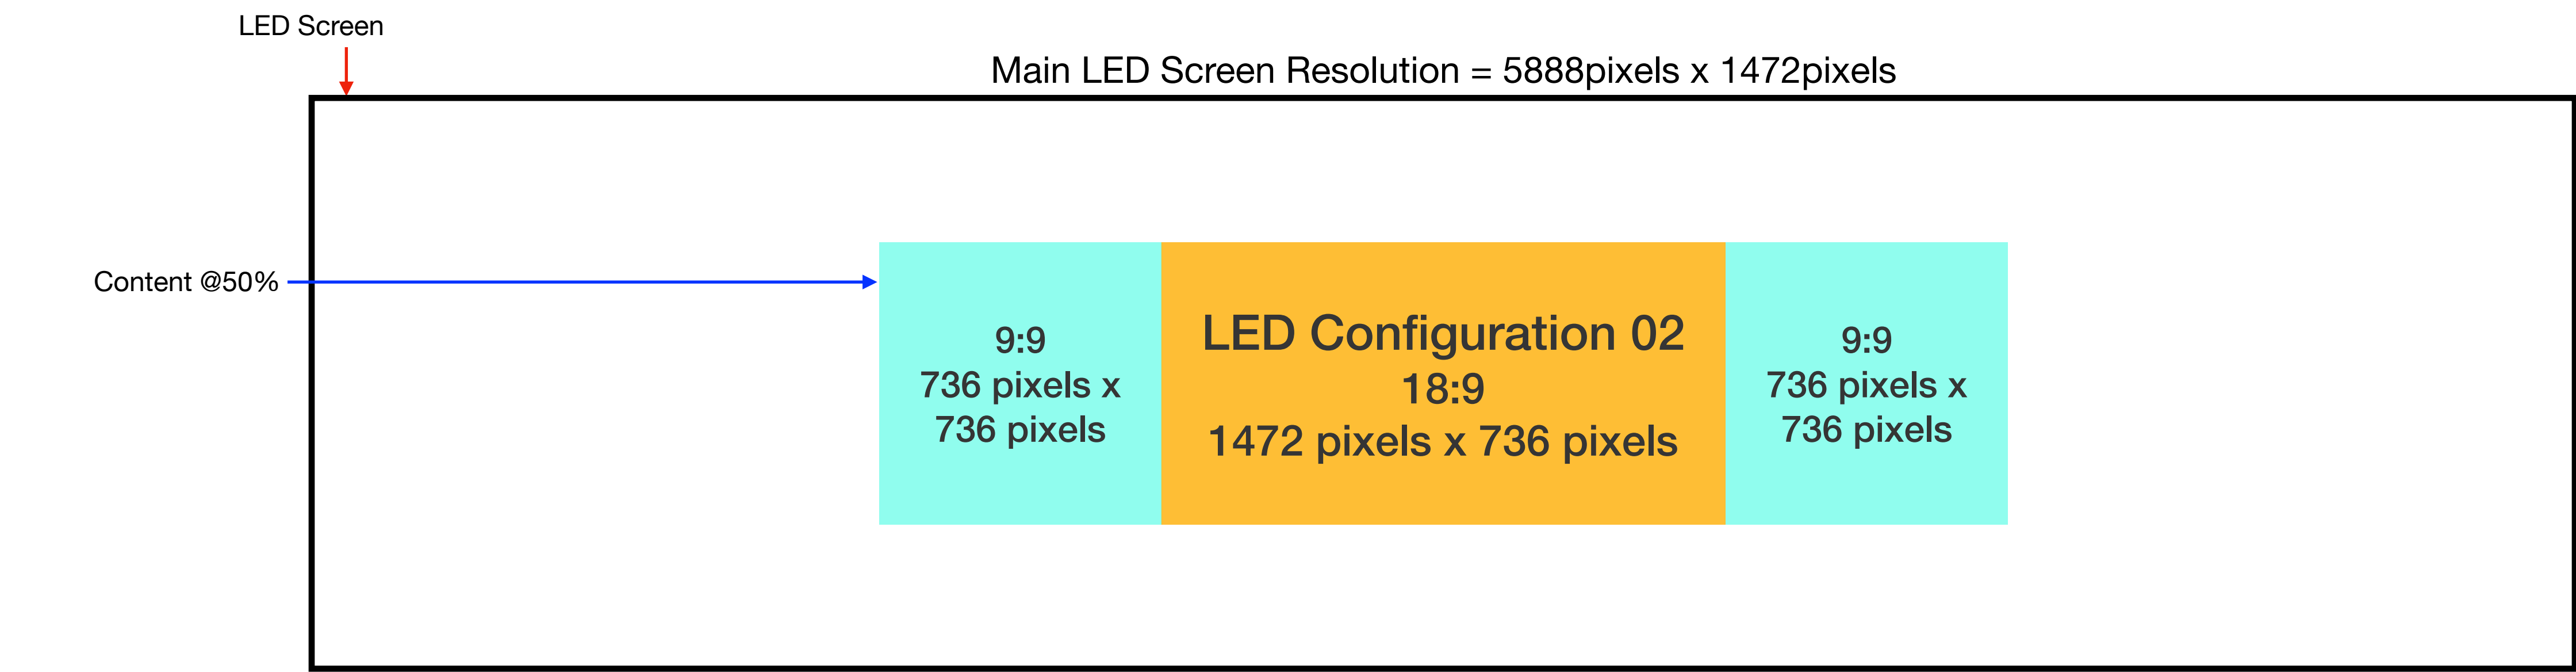 LED Screen
Main LED Screen Resolution = 5888pixels x 1472pixels
Content @50%
9:9
736 pixels x
736 pixels
LED Configuration 02
18:9
1472 pixels x 736 pixels
9:9
736 pixels x
736 pixels